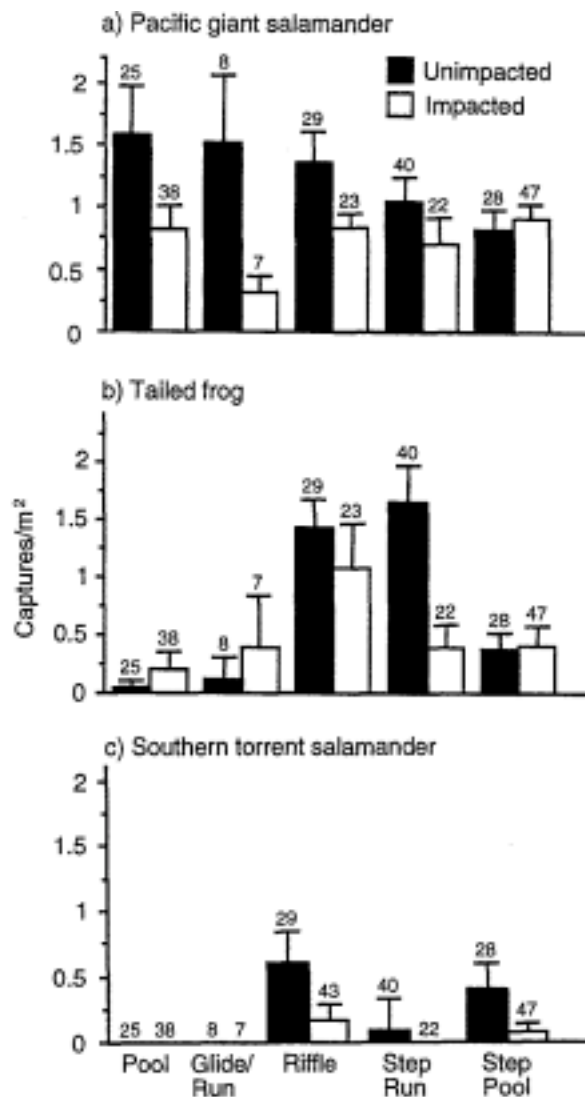 a) Pacific giant salamander
25 8 29 40 28
38 7 23 22 47
Unimpacted
Impacted
2
1.5
1
0.5
0
b) Tailed frog
25 8 29 40 28
38 7 23 22 47
2
1.5
1
0.5
0
Captures/m²
c) Southern torrent salamander
2
1.5
1
0.5
0
25 38 8 7 29 43 40 22 28 47
Pool Glide/ Riffle Step Step
Run Run Pool